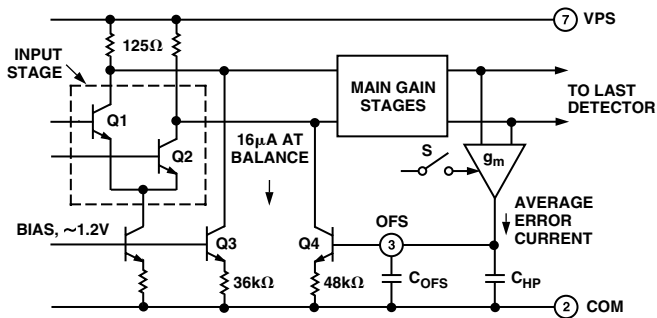 7 VPS
125Ω
INPUT
STAGE
MAIN GAIN
STAGES
TO LAST
DETECTOR
Q1
Q2
16μA AT
BALANCE
S
gm
BIAS, ~1.2V
Q3
Q4
OFS
3
AVERAGE
ERROR
CURRENT
36kΩ
48kΩ
COFS
CHP
2 COM